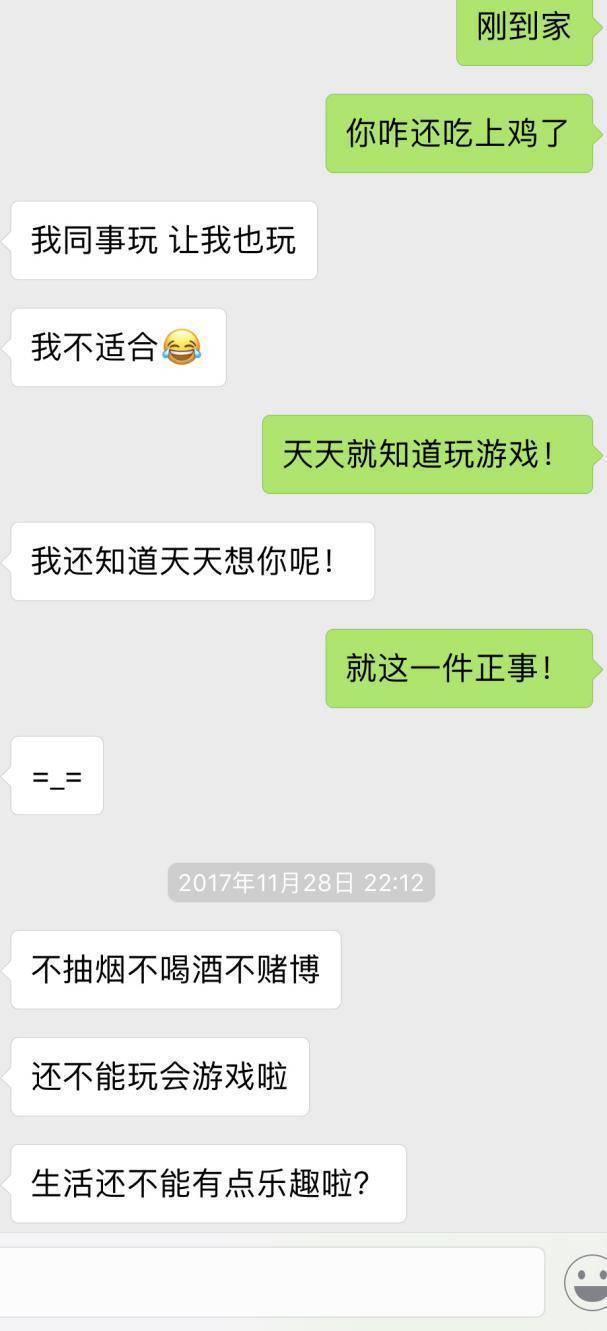 刚到家
你咋还吃上鸡了
我同事玩 让我也玩
我不适合😂
天天就知道玩游戏！
我还知道天天想你呢！
就这一件正事！
=_=
2017年11月28日 22:12
不抽烟不喝酒不赌博
还不能玩会游戏啦
生活还不能有点乐趣啦？